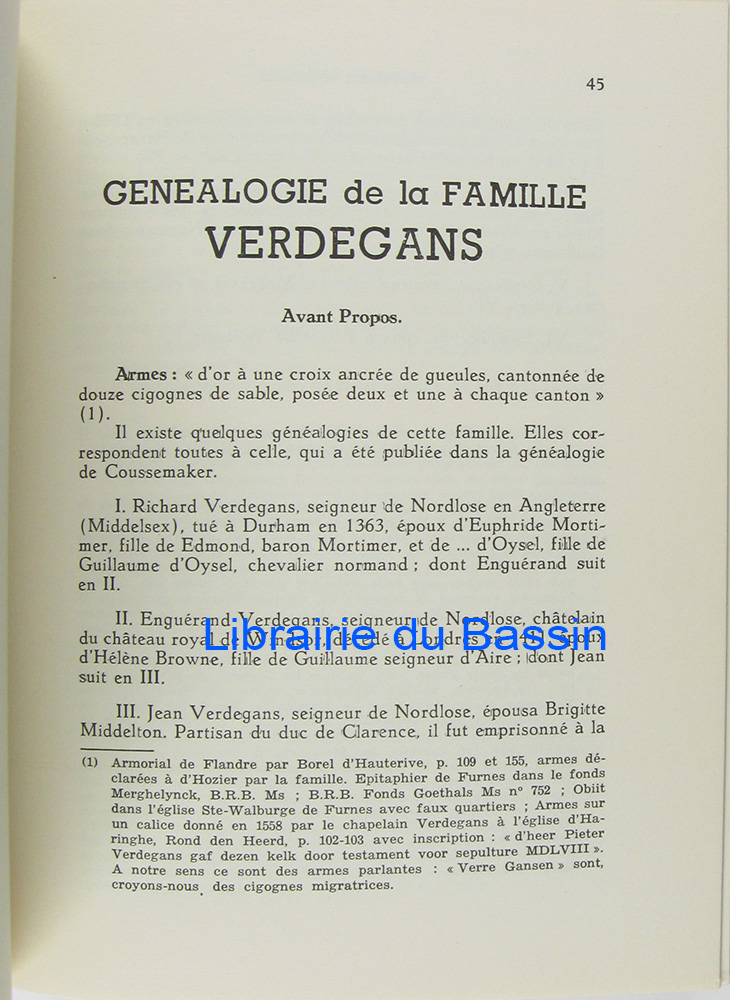 45
GENEALOGIE de la FAMILLE
VERDEGANS
Avant Propos.
Armes : « d'or à une croix ancrée de gueules, cantonnée de
douze cigognes de sable, posée deux et une à chaque canton »
(1).
Il existe quelques généalogies de cette famille. Elles cor-
respondent toutes à celle, qui a été publiée dans la généalogie
de Coussemaker.
I. Richard Verdegans, seigneur de Nordlose en Angleterre
(Middelsex), tué à Durham en 1363, époux d'Euphride Morti-
mer, fille de Edmond, baron Mortimer, et de ... d'Oysel, fille de
Guillaume d'Oysel, chevalier normand ; dont Enguérand suit
en II.
II. Enguérand Verdegans, seigneur de Nordlose, châtelain
du château royal de Windsor, décédé à Londres en époux
Librairie du Bassin
d'Hélène Browne, fille de Guillaume seigneur d'Aire ; dont Jean
suit en III.
III. Jean Verdegans, seigneur de Nordlose, épousa Brigitte
Middelton. Partisan du duc de Clarence, il fut emprisonné à la
(1) Armorial de Flandre par Borel d'Hauterive, p. 109 et 155, armes dé-
clarées à d'Hozier par la famille. Epitaphier de Furnes dans le fonds
Merghelynck, B.R.B. Ms ; B.R.B. Fonds Goethals Ms n° 752 ; Obiit
dans l'église Ste-Walburge de Furnes avec faux quartiers ; Armes sur
un calice donné en 1558 par le chapelain Verdegans à l'église d'Ha-
ringhe, Rond den Heerd, p. 102-103 avec inscription : « d'heer Pieter
Verdegans gaf dezen kelk door testament voor sepulture MDLVIII ».
A notre sens ce sont des armes parlantes : « Verre Gansen » sont,
croyons-nous, des cigognes migratrices.